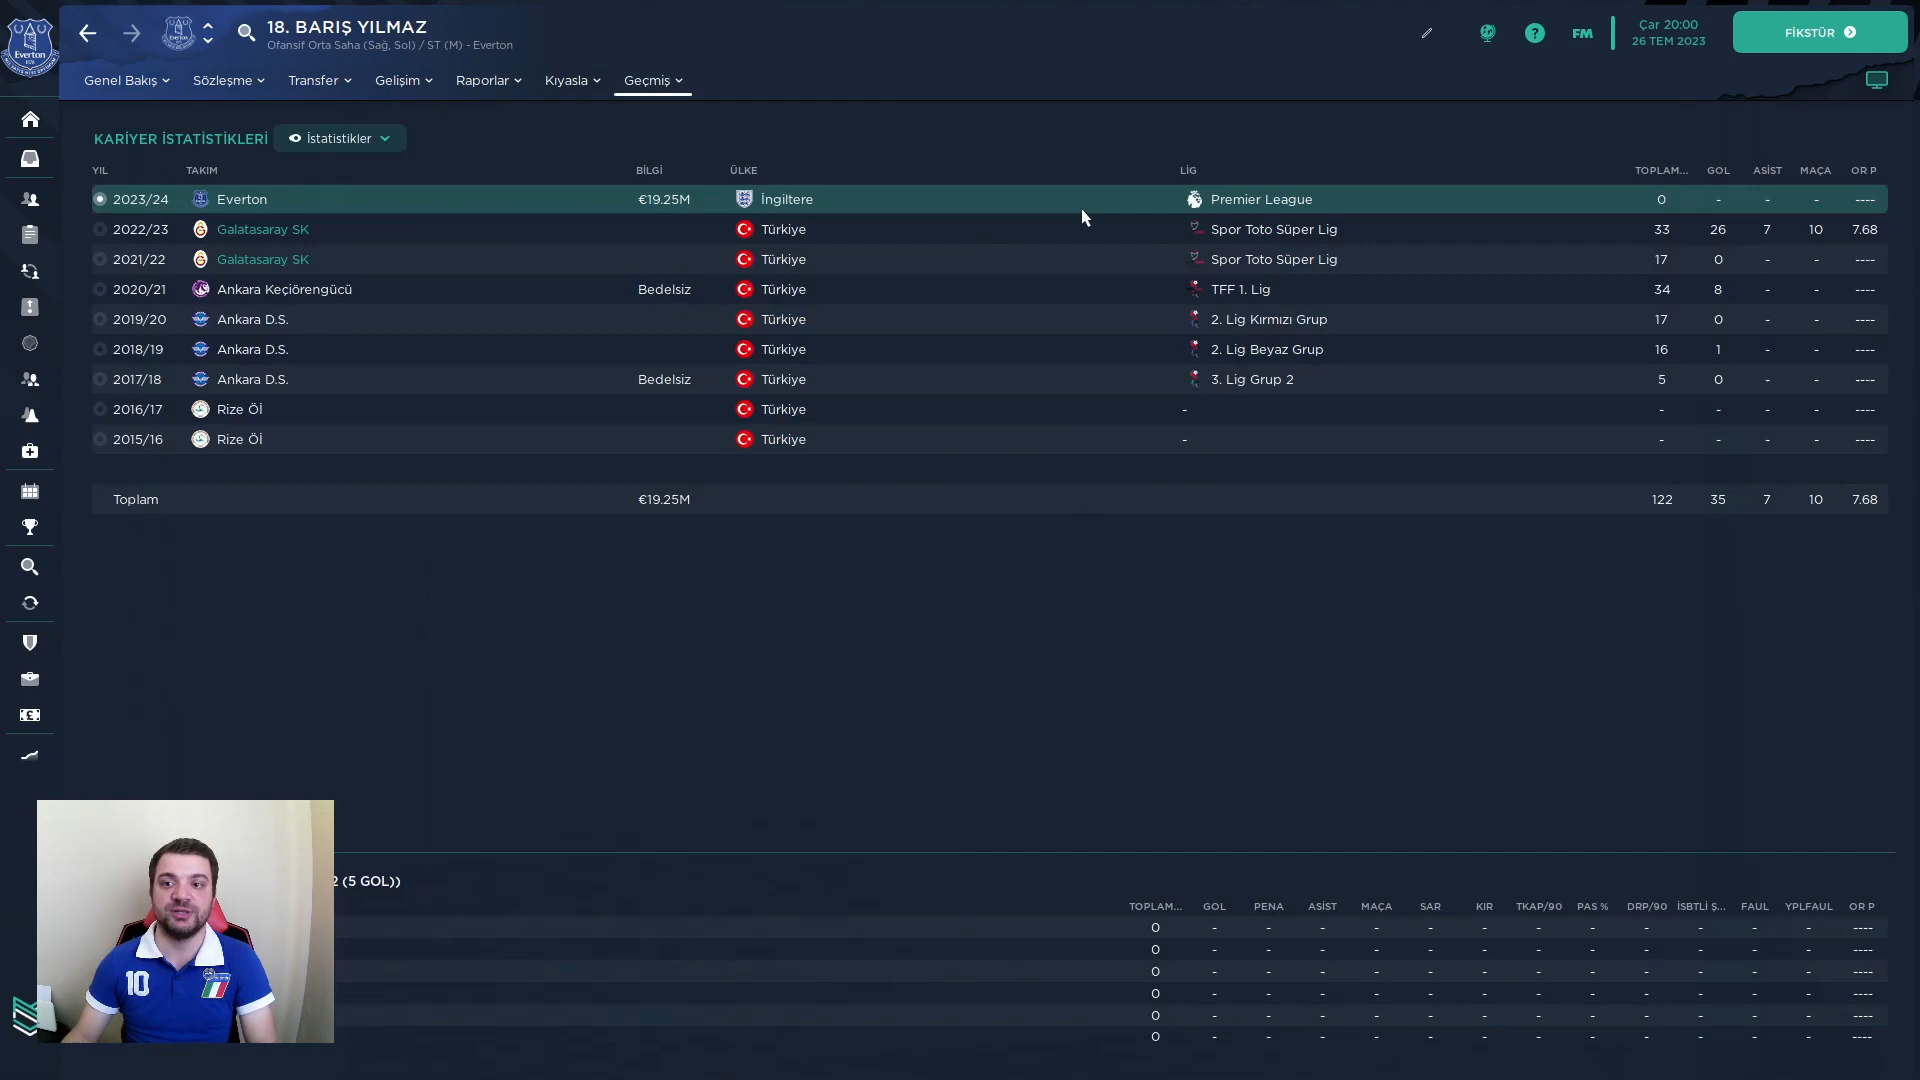 18. BARIŞ YILMAZ
Ofansif Orta Saha (Sağ, Sol) / ST (M) - Everton
FM
Çar 20:00
26 TEM 2023
FİKSTÜR
Everton
Genel Bakış Sözleşme Transfer Gelişim Raporlar Kıyasla Geçmiş
KARİYER İSTATİSTİKLERİ İstatistikler
YIL TAKIM BİLGİ ÜLKE LİG TOPLAM... GOL ASİST MAÇA OR P
2023/24 Everton €19.25M İngiltere Premier League 0 - - - ----
2022/23 Galatasaray SK Türkiye Spor Toto Süper Lig 33 26 7 10 7.68
2021/22 Galatasaray SK Türkiye Spor Toto Süper Lig 17 0 - - ----
2020/21 Ankara Keçiörengücü Bedelsiz Türkiye TFF 1. Lig 34 8 - - ----
2019/20 Ankara D.S. Türkiye 2. Lig Kırmızı Grup 17 0 - - ----
2018/19 Ankara D.S. Türkiye 2. Lig Beyaz Grup 16 1 - - ----
2017/18 Ankara D.S. Bedelsiz Türkiye 3. Lig Grup 2 5 0 - - ----
2016/17 Rize Öİ Türkiye - - - - - ----
2015/16 Rize Öİ Türkiye - - - - - ----
Toplam €19.25M 122 35 7 10 7.68
2 (5 GOL))
TOPLAM... GOL PENA ASİST MAÇA SAR KIR TKAP/90 PAS % DRP/90 İSBTLİ Ş... FAUL YPLFAUL OR P
0 - - - - - - - - - - - - ----
0 - - - - - - - - - - - - ----
0 - - - - - - - - - - - - ----
0 - - - - - - - - - - - - ----
0 - - - - - - - - - - - - ----
0 - - - - - - - - - - - - ----
10